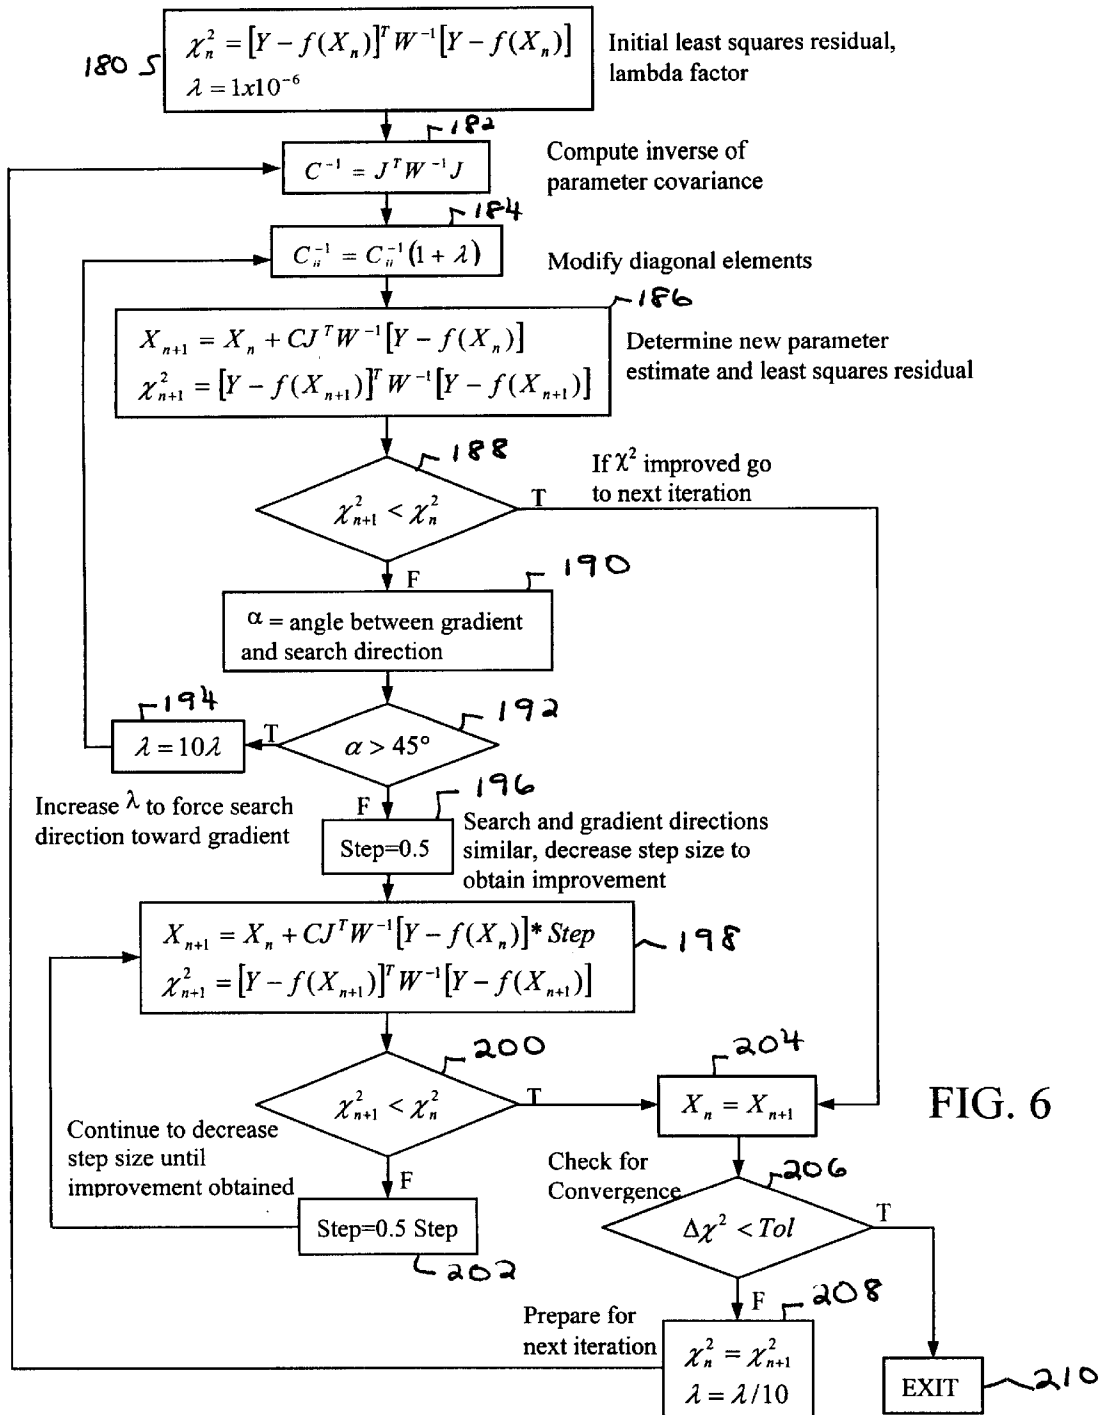 χ²ₙ = [Y − f(Xₙ)]ᵀ W⁻¹ [Y − f(Xₙ)]
λ = 1x10⁻⁶
180
Initial least squares residual,
lambda factor
182
C⁻¹ = JᵀW⁻¹J
Compute inverse of
parameter covariance
184
C⁻¹ᵢᵢ = C⁻¹ᵢᵢ(1 + λ)
Modify diagonal elements
186
Xₙ₊₁ = Xₙ + CJᵀW⁻¹[Y − f(Xₙ)]
χ²ₙ₊₁ = [Y − f(Xₙ₊₁)]ᵀ W⁻¹[Y − f(Xₙ₊₁)]
Determine new parameter
estimate and least squares residual
188
χ²ₙ₊₁ < χ²ₙ
T
If χ² improved go
to next iteration
F
190
α = angle between gradient
and search direction
192
α > 45°
T
194
λ = 10λ
Increase λ to force search
direction toward gradient
F
196
Step=0.5
Search and gradient directions
similar, decrease step size to
obtain improvement
198
Xₙ₊₁ = Xₙ + CJᵀW⁻¹[Y − f(Xₙ)]* Step
χ²ₙ₊₁ = [Y − f(Xₙ₊₁)]ᵀ W⁻¹[Y − f(Xₙ₊₁)]
200
χ²ₙ₊₁ < χ²ₙ
T
204
Xₙ = Xₙ₊₁
FIG. 6
Continue to decrease
step size until
improvement obtained
F
Step=0.5 Step
202
Check for
Convergence
206
Δχ² < Tol
T
F
208
Prepare for
next iteration
χ²ₙ = χ²ₙ₊₁
λ = λ/10
EXIT
210